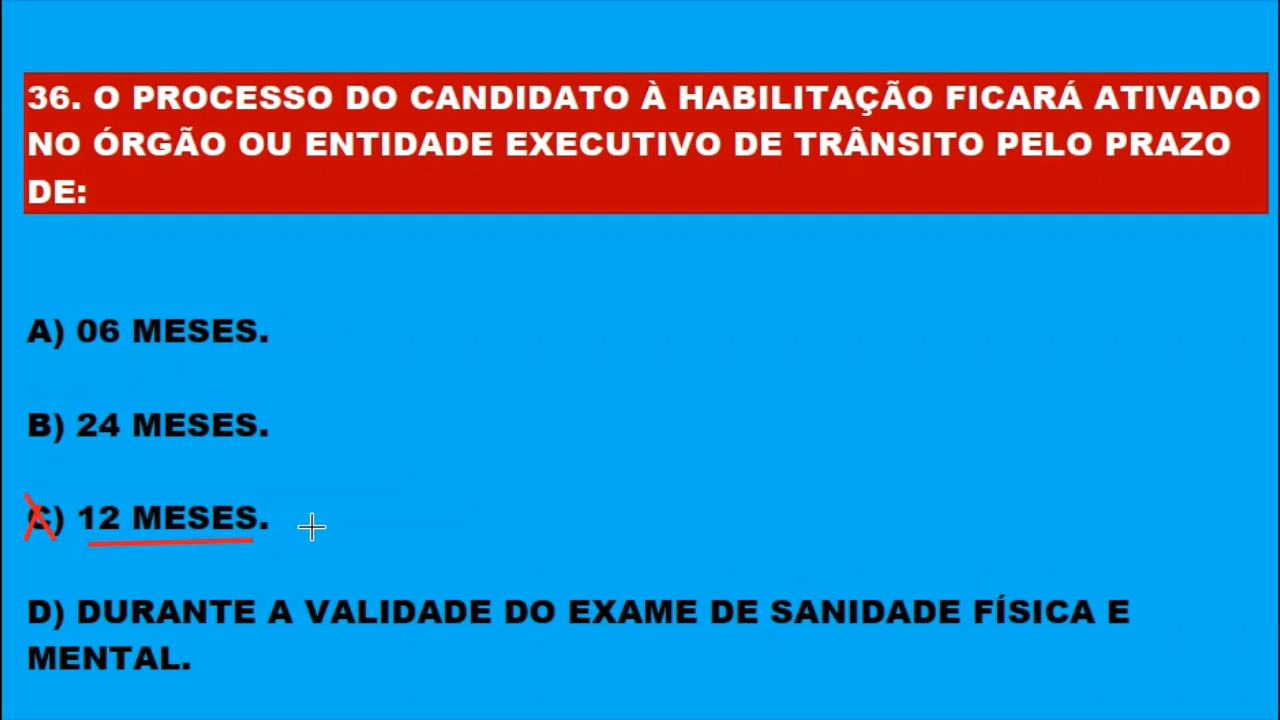 36. O PROCESSO DO CANDIDATO À HABILITAÇÃO FICARÁ ATIVADO
NO ÓRGÃO OU ENTIDADE EXECUTIVO DE TRÂNSITO PELO PRAZO
DE:
A) 06 MESES.
B) 24 MESES.
C) 12 MESES.
D) DURANTE A VALIDADE DO EXAME DE SANIDADE FÍSICA E
MENTAL.